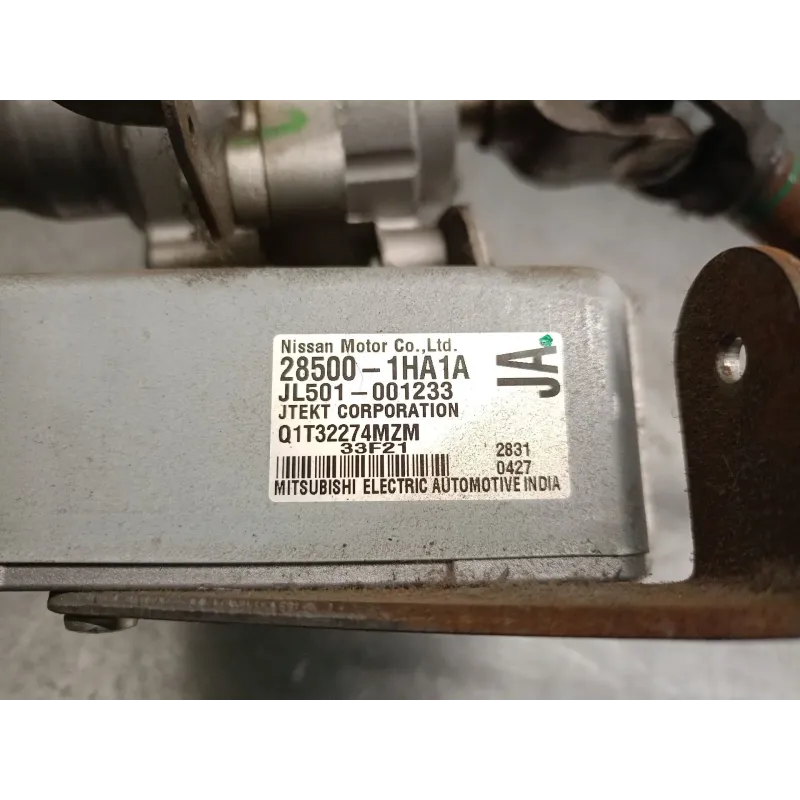 Nissan Motor Co.,Ltd.
28500-1HA1A
JA
JL501-001233
JTEKT CORPORATION
Q1T32274MZM
33F21
2831
0427
MITSUBISHI ELECTRIC AUTOMOTIVE INDIA